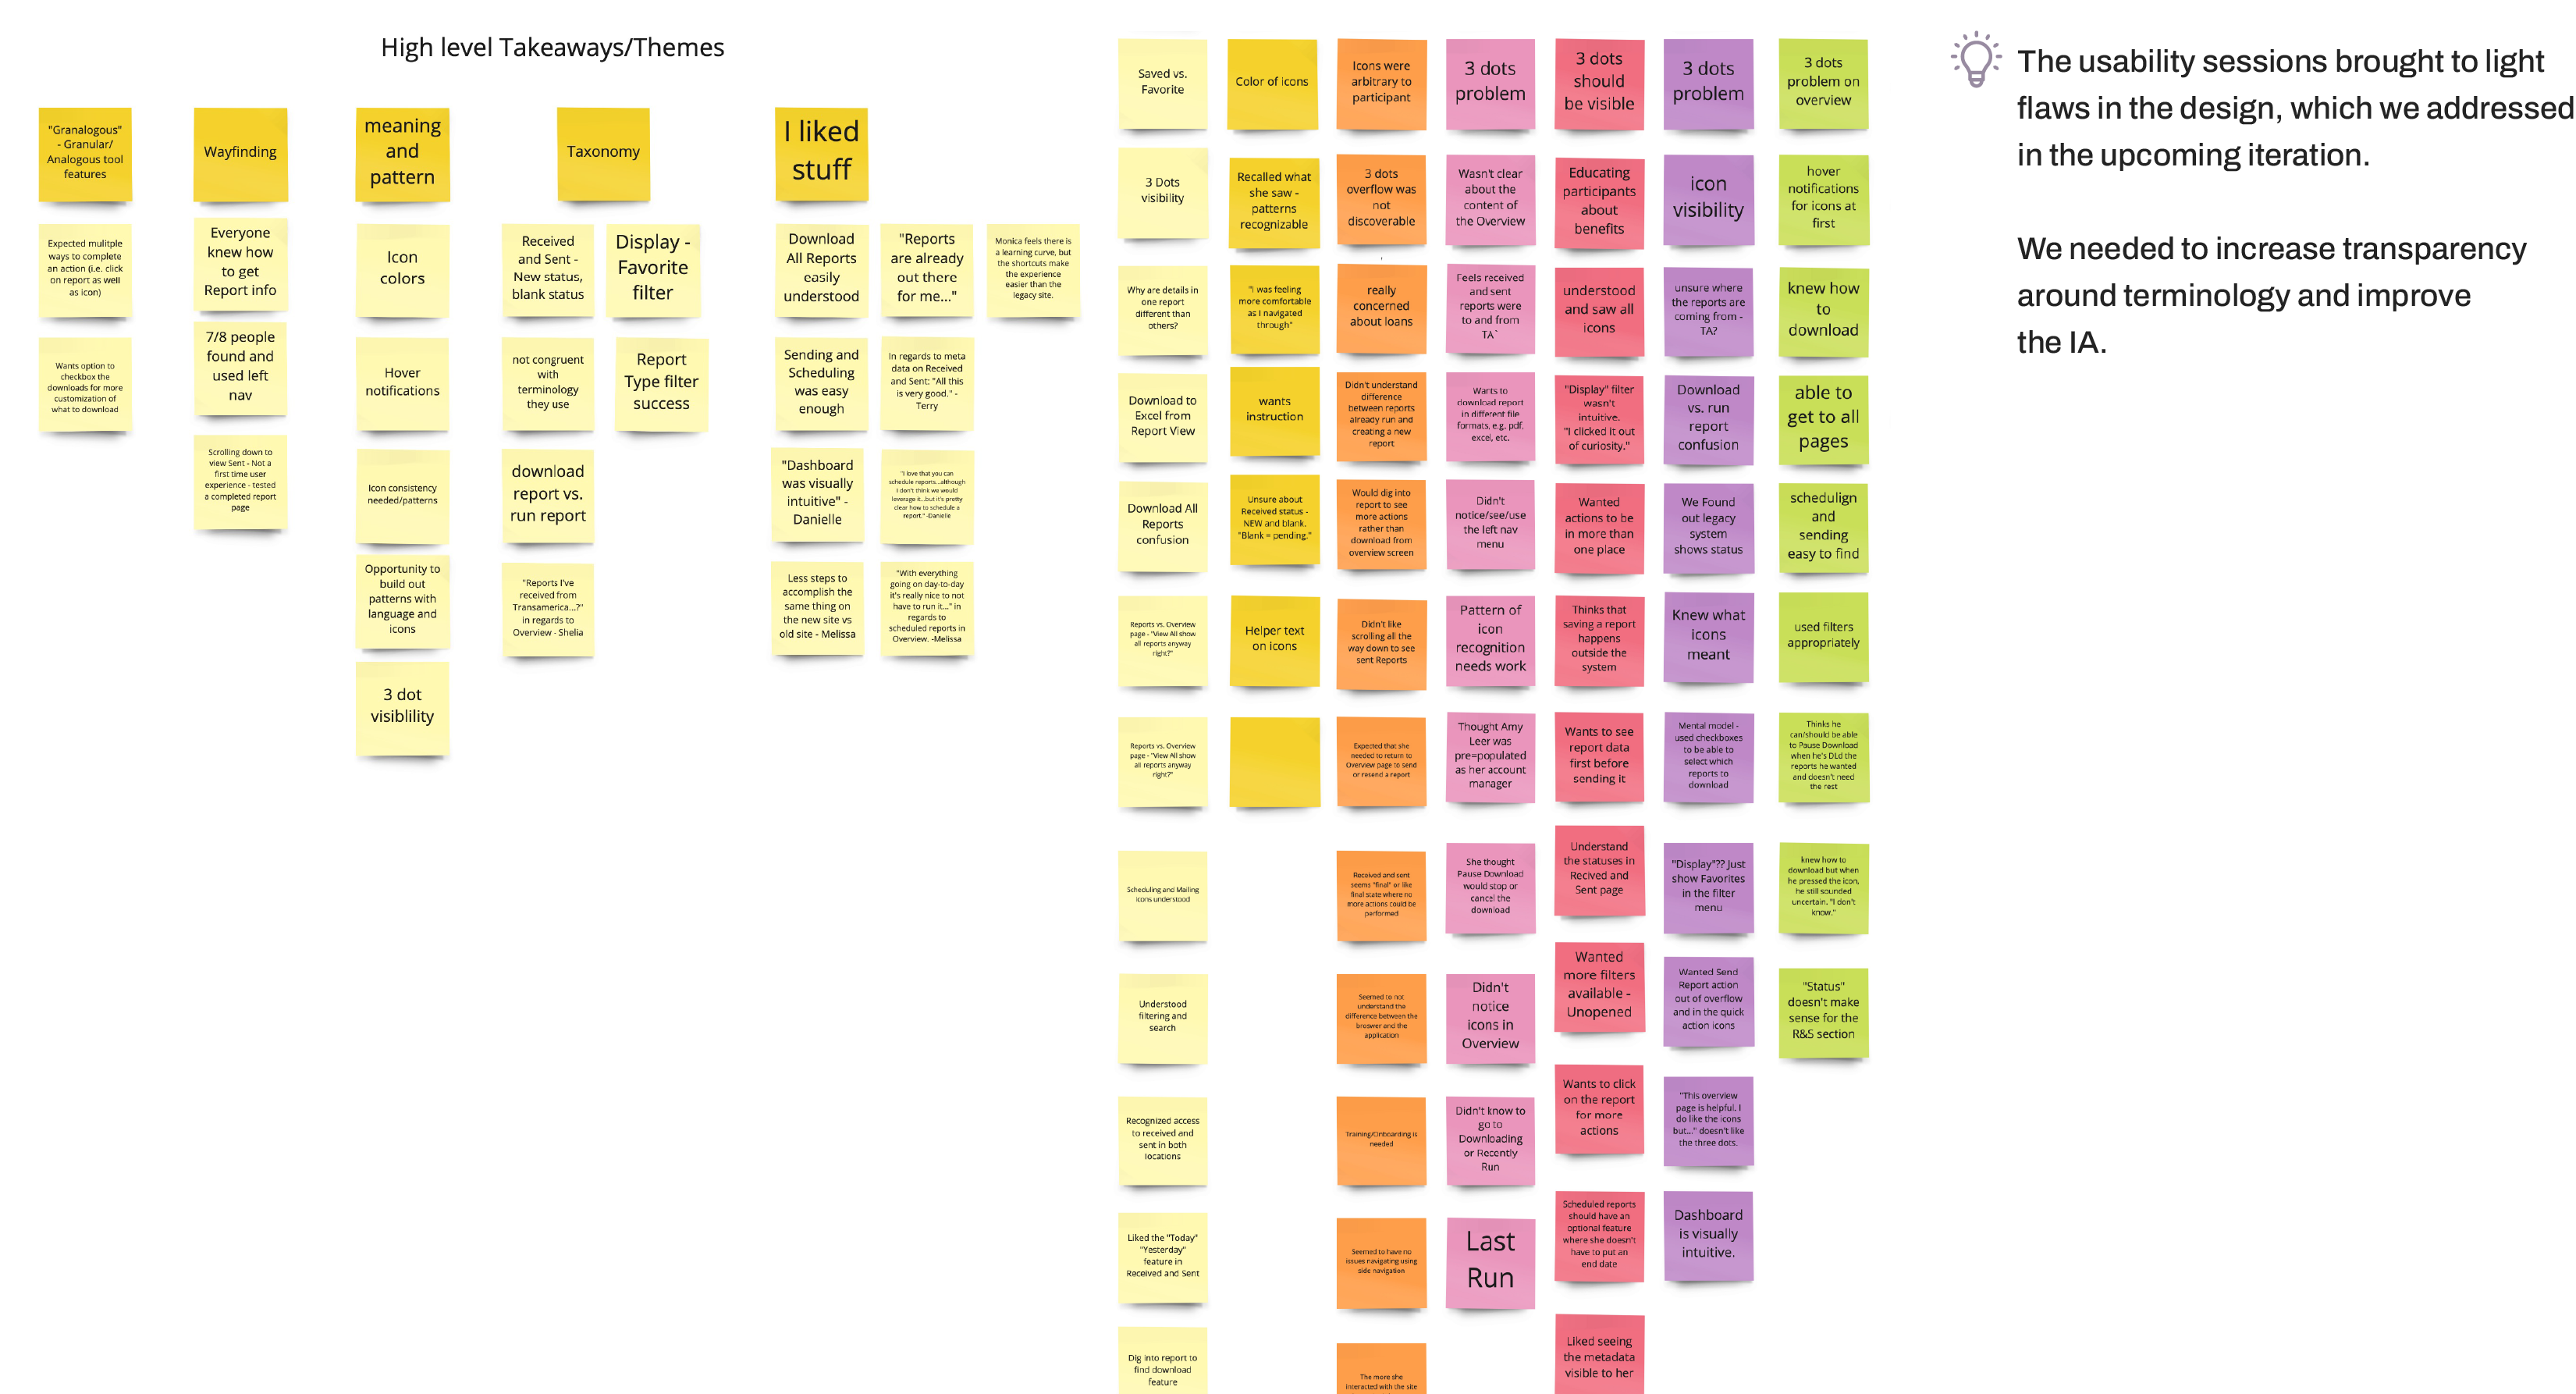 High level Takeaways/Themes
"Granalogous"
- Granular/
Analogous tool
features
Expected mulitple
ways to complete
an action (i.e. click
on report as well
as icon)
Wants option to
checkbox the
downloads for more
customization of
what to download
Wayfinding
Everyone
knew how
to get
Report info
7/8 people
found and
used left
nav
Scrolling down to
view Sent - Not a
first time user
experience - tested
a completed report
page
meaning
and
pattern
Icon
colors
Hover
notifications
Icon consistency
needed/patterns
Opportunity to
build out
patterns with
language and
icons
3 dot
visiblility
Taxonomy
Received
and Sent -
New status,
blank status
not congruent
with
terminology
they use
download
report vs.
run report
"Reports I've
received from
Transamerica...?"
in regards to
Overview - Shelia
Display -
Favorite
filter
Report
Type filter
success
I liked
stuff
Download
All Reports
easily
understood
Sending and
Scheduling
was easy
enough
"Dashboard
was visually
intuitive" -
Danielle
Less steps to
accomplish the
same thing on
the new site vs
old site - Melissa
"Reports
are already
out there
for me..."
In regards to meta
data on Received
and Sent: "All this
is very good." -
Terry
"I love that you can
schedule reports...although
I don't think we would
leverage it...but it's pretty
clear how to schedule a
report." -Danielle
"With everything
going on day-to-day
it's really nice to not
have to run it..." in
regards to
scheduled reports in
Overview. -Melissa
Monica feels there is
a learning curve, but
the shortcuts make
the experience
easier than the
legacy site.
Saved vs.
Favorite
3 Dots
visibility
Why are details in
one report
different than
others?
Download to
Excel from
Report View
Download All
Reports
confusion
Reports vs. Overview
page - "View All show
all reports anyway
right?"
Reports vs. Overview
page - "View All show
all reports anyway
right?"
Scheduling and Mailing
icons understood
Understood
filtering and
search
Recognized access
to received and
sent in both
locations
Liked the "Today"
"Yesterday"
feature in
Received and Sent
Dig into report to
find download
feature
Color of icons
Recalled what
she saw -
patterns
recognizable
"I was feeling
more comfortable
as I navigated
through"
wants
instruction
Unsure about
Received status -
NEW and blank.
"Blank = pending."
Helper text
on icons
Icons were
arbitrary to
participant
3 dots
overflow was
not
discoverable
really
concerned
about loans
Didn't understand
difference
between reports
already run and
creating a new
report
Would dig into
report to see
more actions
rather than
download from
overview screen
Didn't like
scrolling all the
way down to see
sent Reports
Expected that she
needed to return to
Overview page to send
or resend a report
Received and sent
seems "final" or like
final state where no
more actions could be
performed
Seemed to not
understand the
difference between the
broswer and the
application
Training/Onboarding is
needed
Seemed to have no
issues navigating using
side navigation
The more she
interacted with the site
3 dots
problem
Wasn't clear
about the
content of
the Overview
Feels received
and sent
reports were
to and from
TA`
Wants to
download report
in different file
formats, e.g. pdf,
excel, etc.
Didn't
notice/see/use
the left nav
menu
Pattern of
icon
recognition
needs work
Thought Amy
Leer was
pre=populated
as her account
manager
She thought
Pause Download
would stop or
cancel the
download
Didn't
notice
icons in
Overview
Didn't know to
go to
Downloading
or Recently
Run
Last
Run
3 dots
should
be visible
Educating
participants
about
benefits
understood
and saw all
icons
"Display" filter
wasn't
intuitive.
"I clicked it out
of curiosity."
Wanted
actions to be
in more than
one place
Thinks that
saving a report
happens
outside the
system
Wants to see
report data
first before
sending it
Understand
the statuses in
Recived and
Sent page
Wanted
more filters
available -
Unopened
Wants to click
on the report
for more
actions
Scheduled reports
should have an
optional feature
where she doesn't
have to put an
end date
Liked seeing
the metadata
visible to her
3 dots
problem
icon
visibility
unsure where
the reports are
coming from -
TA?
Download
vs. run
report
confusion
We Found
out legacy
system
shows status
Knew what
icons
meant
Mental model -
used checkboxes
to be able to
select which
reports to
download
"Display"?? Just
show Favorites
in the filter
menu
Wanted Send
Report action
out of overflow
and in the quick
action icons
"This overview
page is helpful. I
do like the icons
but..." doesn't like
the three dots.
Dashboard
is visually
intuitive.
3 dots
problem on
overview
hover
notifications
for icons at
first
knew how
to
download
able to
get to all
pages
schedulign
and
sending
easy to find
used filters
appropriately
Thinks he
can/should be able
to Pause Download
when he's DLd the
reports he wanted
and doesn't need
the rest
knew how to
download but when
he pressed the icon,
he still sounded
uncertain. "I don't
know."
"Status"
doesn't make
sense for the
R&S section
The usability sessions brought to light
flaws in the design, which we addressed
in the upcoming iteration.
We needed to increase transparency
around terminology and improve
the IA.